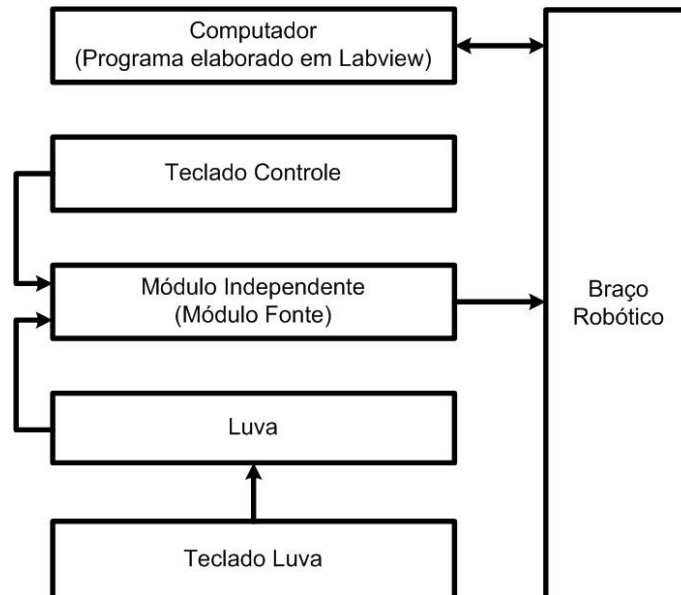 Computador
(Programa elaborado em Labview)
Teclado Controle
Módulo Independente
(Módulo Fonte)
Braço
Robótico
Luva
Teclado Luva